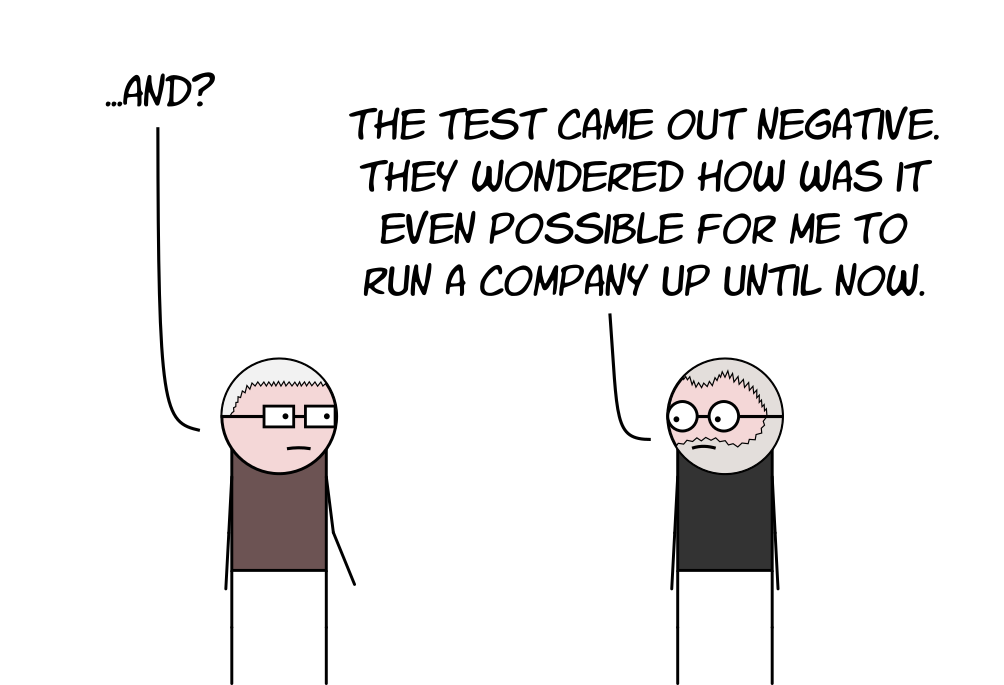 ...AND?
THE TEST CAME OUT NEGATIVE.
THEY WONDERED HOW WAS IT
EVEN POSSIBLE FOR ME TO
RUN A COMPANY UP UNTIL NOW.